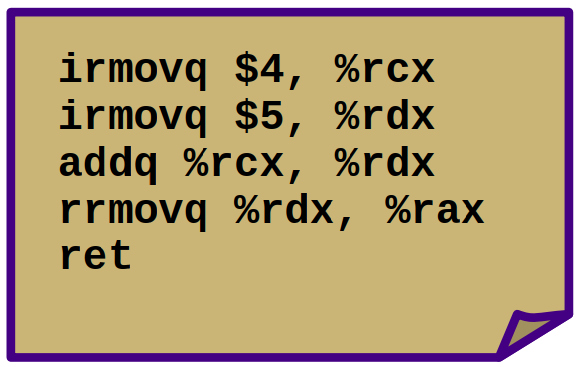 irmovq $4, %rcx
irmovq $5, %rdx
addq %rcx, %rdx
rrmovq %rdx, %rax
ret